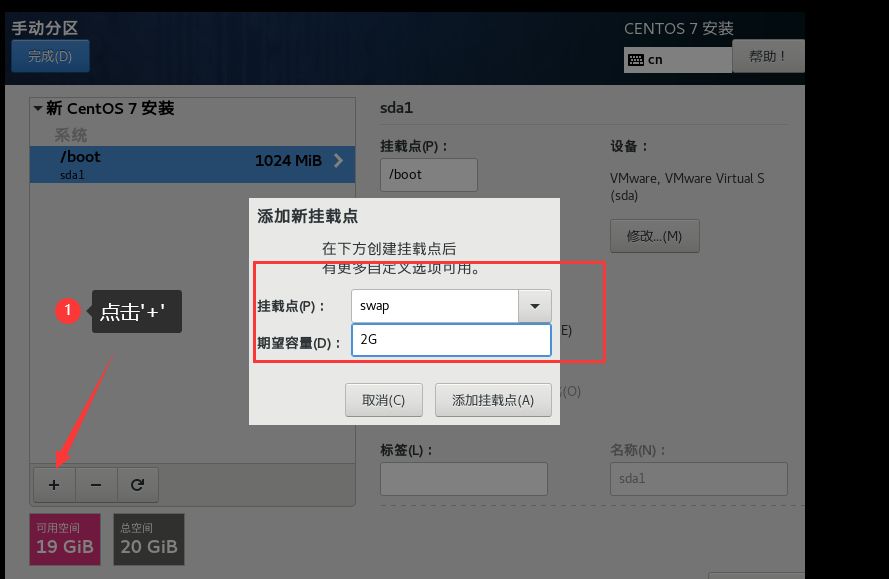 手动分区
CENTOS 7 安装
完成(D)
cn
帮助！
新 CentOS 7 安装
系统
/boot
1024 MiB
sda1
sda1
挂载点(P)：
/boot
设备：
VMware, VMware Virtual S
(sda)
修改...(M)
添加新挂载点
在下方创建挂载点后
有更多自定义选项可用。
挂载点(P)：
swap
期望容量(D)：
2G
取消(C)
添加挂载点(A)
E)
(O)
1
点击'+'
标签(L)：
名称(N)：
sda1
+
−
可用空间
19 GiB
总空间
20 GiB